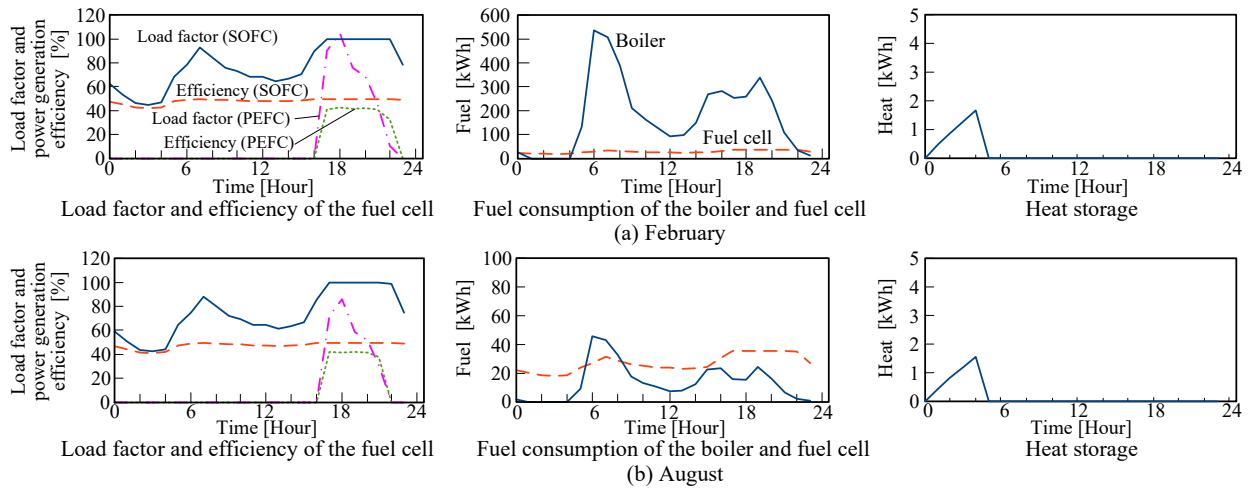 Load factor and
power generation
efficiency [%]
120
100
80
60
40
20
0
Load factor (SOFC)
Efficiency (SOFC)
Load factor (PEFC)
Efficiency (PEFC)
0 6 12 18 24
Time [Hour]
Load factor and efficiency of the fuel cell
Fuel [kWh]
600
500
400
300
200
100
0
Boiler
Fuel cell
0 6 12 18 24
Time [Hour]
Fuel consumption of the boiler and fuel cell
Heat [kWh]
5
4
3
2
1
0
0 6 12 18 24
Time [Hour]
Heat storage
(a) February
Load factor and
power generation
efficiency [%]
120
100
80
60
40
20
0
0 6 12 18 24
Time [Hour]
Load factor and efficiency of the fuel cell
Fuel [kWh]
100
80
60
40
20
0
0 6 12 18 24
Time [Hour]
Fuel consumption of the boiler and fuel cell
Heat [kWh]
5
4
3
2
1
0
0 6 12 18 24
Time [Hour]
Heat storage
(b) August